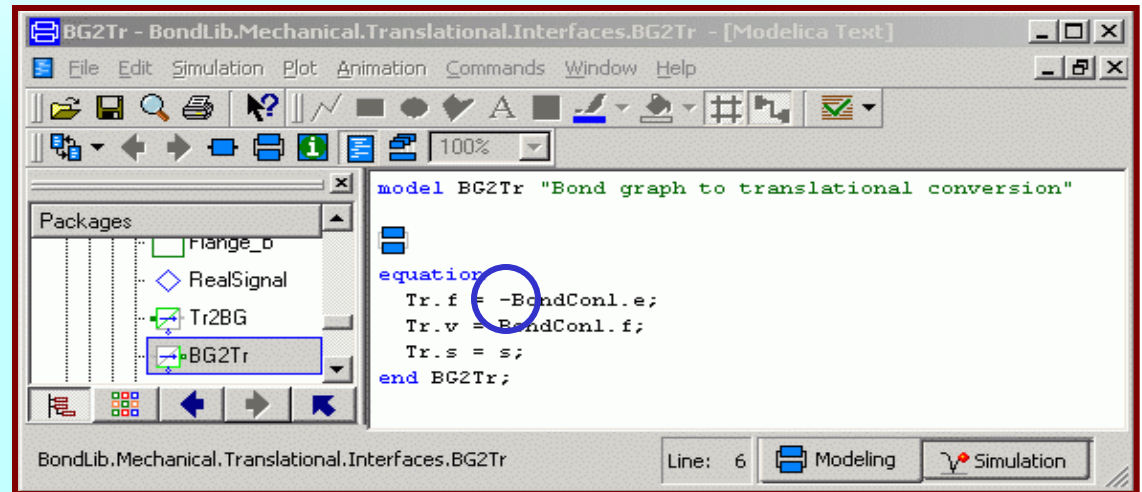 BG2Tr - BondLib.Mechanical.Translational.Interfaces.BG2Tr - [Modelica Text]
File Edit Simulation Plot Animation Commands Window Help
100%
Packages
Flange_b
RealSignal
Tr2BG
BG2Tr
model BG2Tr "Bond graph to translational conversion"
equation
Tr.f = -BondCon1.e;
Tr.v = BondCon1.f;
Tr.s = s;
end BG2Tr;
BondLib.Mechanical.Translational.Interfaces.BG2Tr
Line: 6
Modeling
Simulation